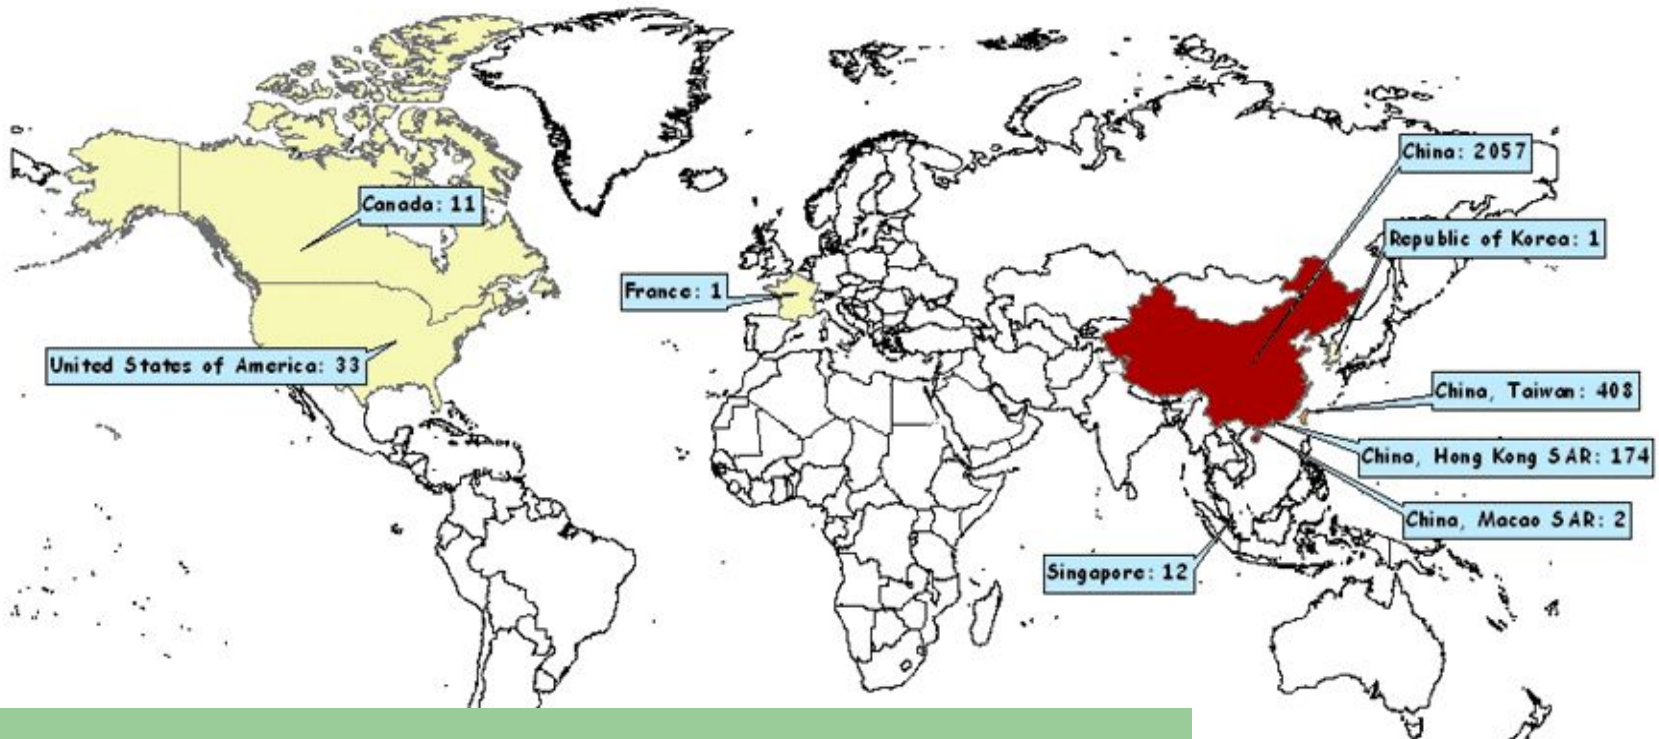 China: 2057
Canada: 11
Republic of Korea: 1
France: 1
United States of America: 33
China, Taiwan: 408
China, Hong Kong SAR: 174
China, Macao SAR: 2
Singapore: 12